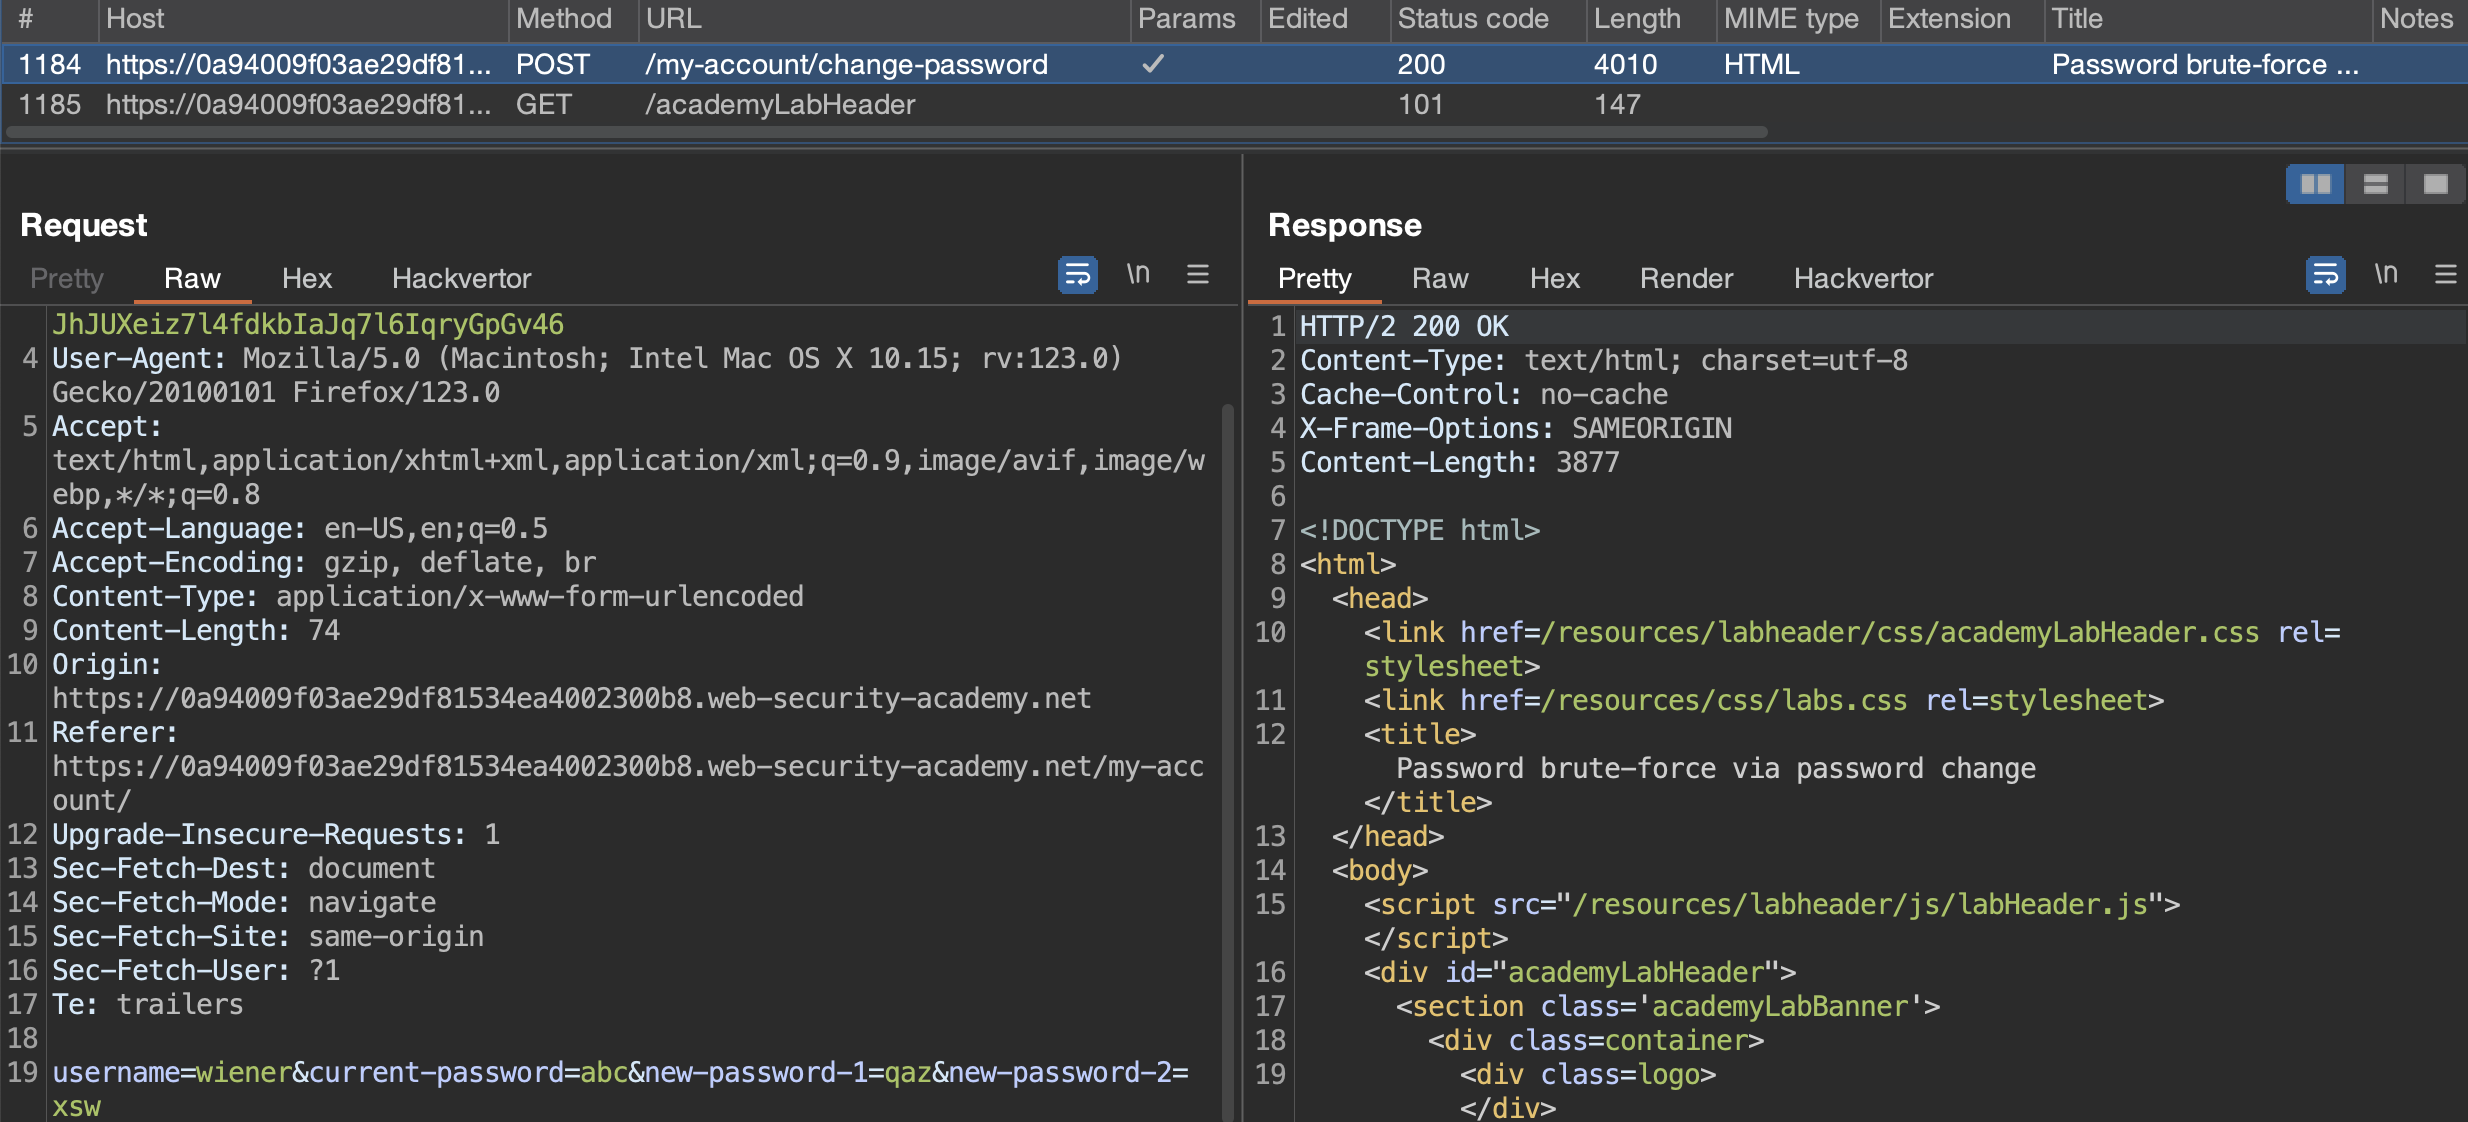 # Host Method URL Params Edited Status code Length MIME type Extension Title Notes
1184 https://0a94009f03ae29df81... POST /my-account/change-password ✓ 200 4010 HTML Password brute-force ...
1185 https://0a94009f03ae29df81... GET /academyLabHeader 101 147
Request
Pretty Raw Hex Hackvertor \n
JhJUXeiz7l4fdkbIaJq7l6IqryGpGv46
4 User-Agent: Mozilla/5.0 (Macintosh; Intel Mac OS X 10.15; rv:123.0)
Gecko/20100101 Firefox/123.0
5 Accept:
text/html,application/xhtml+xml,application/xml;q=0.9,image/avif,image/w
ebp,*/*;q=0.8
6 Accept-Language: en-US,en;q=0.5
7 Accept-Encoding: gzip, deflate, br
8 Content-Type: application/x-www-form-urlencoded
9 Content-Length: 74
10 Origin:
https://0a94009f03ae29df81534ea4002300b8.web-security-academy.net
11 Referer:
https://0a94009f03ae29df81534ea4002300b8.web-security-academy.net/my-acc
ount/
12 Upgrade-Insecure-Requests: 1
13 Sec-Fetch-Dest: document
14 Sec-Fetch-Mode: navigate
15 Sec-Fetch-Site: same-origin
16 Sec-Fetch-User: ?1
17 Te: trailers
18
19 username=wiener&current-password=abc&new-password-1=qaz&new-password-2=
xsw
Response
Pretty Raw Hex Render Hackvertor \n
1 HTTP/2 200 OK
2 Content-Type: text/html; charset=utf-8
3 Cache-Control: no-cache
4 X-Frame-Options: SAMEORIGIN
5 Content-Length: 3877
6
7 <!DOCTYPE html>
8 <html>
9 <head>
10 <link href=/resources/labheader/css/academyLabHeader.css rel=
stylesheet>
11 <link href=/resources/css/labs.css rel=stylesheet>
12 <title>
Password brute-force via password change
</title>
13 </head>
14 <body>
15 <script src="/resources/labheader/js/labHeader.js">
</script>
16 <div id="academyLabHeader">
17 <section class='academyLabBanner'>
18 <div class=container>
19 <div class=logo>
</div>